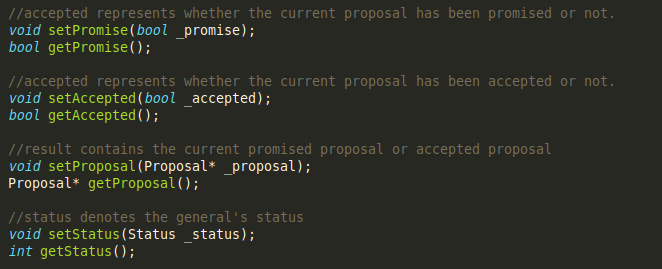 //accepted represents whether the current proposal has been promised or not.
void setPromise(bool _promise);
bool getPromise();
//accepted represents whether the current proposal has been accepted or not.
void setAccepted(bool _accepted);
bool getAccepted();
//result contains the current promised proposal or accepted proposal
void setProposal(Proposal* _proposal);
Proposal* getProposal();
//status denotes the general's status
void setStatus(Status _status);
int getStatus();